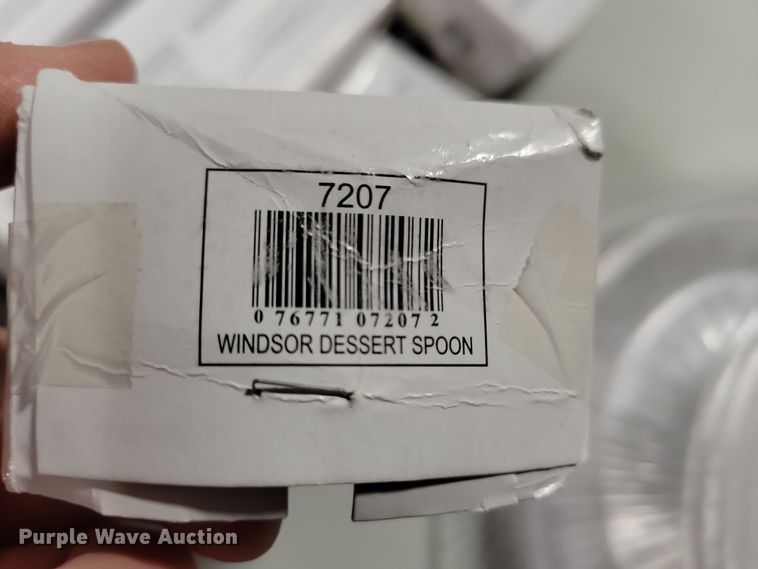 7207
0 76771 07207 2
WINDSOR DESSERT SPOON
Purple Wave Auction